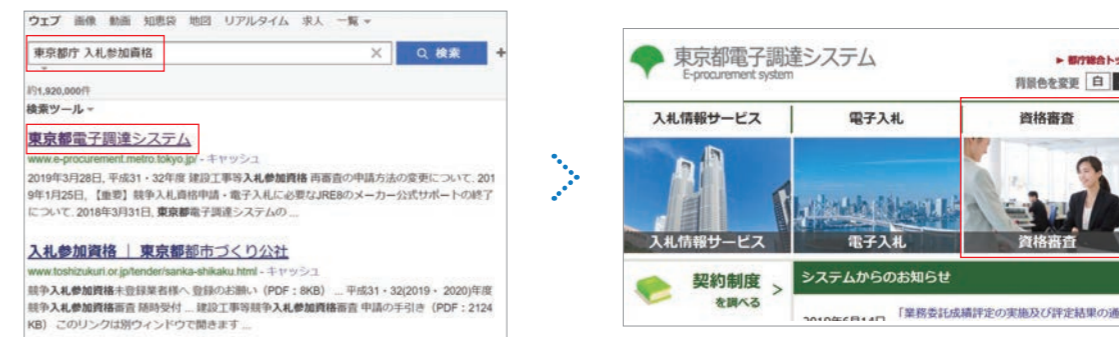 ウェブ 画像 動画 知恵袋 地図 リアルタイム 求人 一覧
東京都庁 入札参加資格
検索
約1,920,000件
検索ツール
東京都電子調達システム
www.e-procurement.metro.tokyo.jp/ - キャッシュ
2019年3月28日, 平成31・32年度 建設工事等入札参加資格 再審査の申請方法の変更について. 201
9年1月25日, 【重要】競争入札資格申請・電子入札に必要なJRE8のメーカー公式サポートの終了
について. 2018年3月31日, 東京都電子調達システムの ...
入札参加資格 | 東京都都市づくり公社
www.toshizukuri.or.jp/tender/sanka-shikaku.html - キャッシュ
競争入札参加資格未登録業者様へ 登録のお願い (PDF:8KB) ... 平成31・32(2019・2020)年度
競争入札参加資格審査 随時受付 ... 建設工事等競争入札参加資格審査 申請の手引き (PDF:2124
KB) このリンクは別ウィンドウで開きます ...
東京都電子調達システム
E-procurement system
都庁総合トッ
背景色を変更 白
入札情報サービス 電子入札 資格審査
入札情報サービス 電子入札 資格審査
契約制度
を調べる
システムからのお知らせ
2019年6月14日 「業務委託成績評定の実施及び評定結果の通